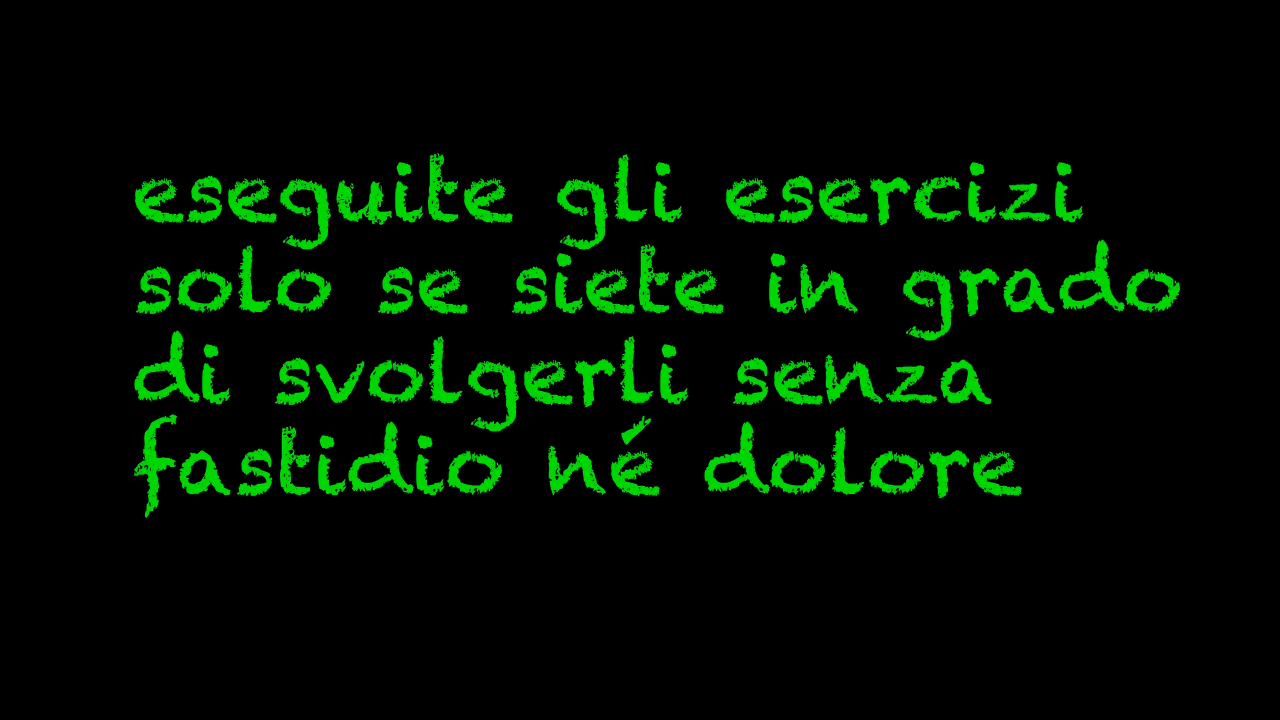 eseguite gli esercizi
solo se siete in grado
di svolgerli senza
fastidio né dolore